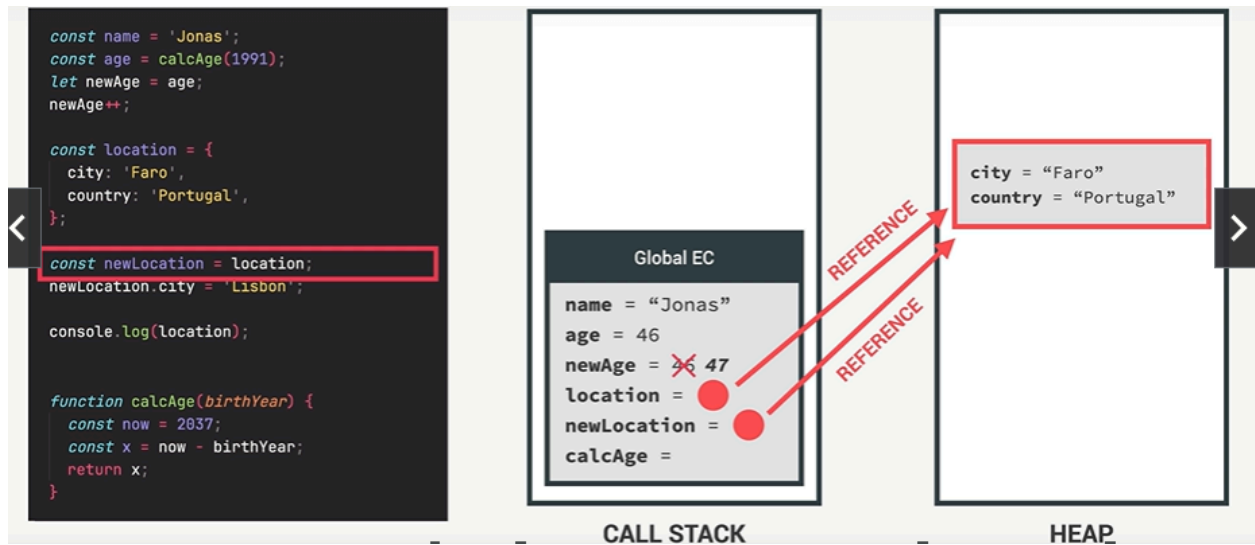 const name = 'Jonas';
const age = calcAge(1991);
let newAge = age;
newAge++;
const location = {
city: 'Faro',
country: 'Portugal',
};
const newLocation = location;
newLocation.city = 'Lisbon';
console.log(location);
function calcAge(birthYear) {
const now = 2037;
const x = now - birthYear;
return x;
}
Global EC
name = “Jonas”
age = 46
newAge = 46 47
location =
newLocation =
calcAge =
CALL STACK
REFERENCE
REFERENCE
city = “Faro”
country = “Portugal”
HEAP